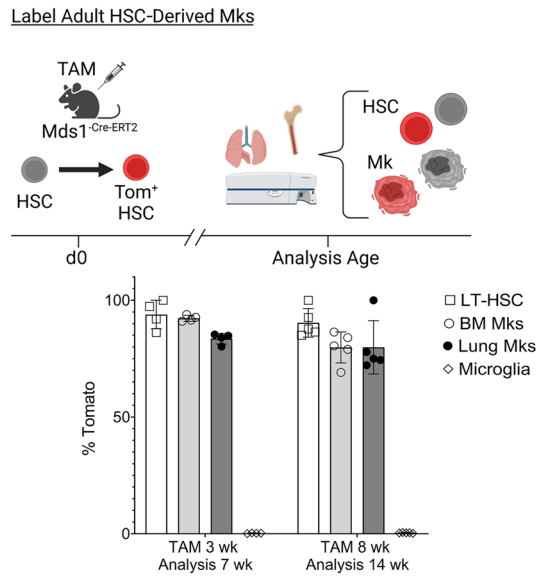 Label Adult HSC-Derived Mks
TAM
Mds1-Cre-ERT2
HSC
Tom+
HSC
HSC
Mk
d0
Analysis Age
100
50
0
% Tomato
LT-HSC
BM Mks
Lung Mks
Microglia
TAM 3 wk
Analysis 7 wk
TAM 8 wk
Analysis 14 wk